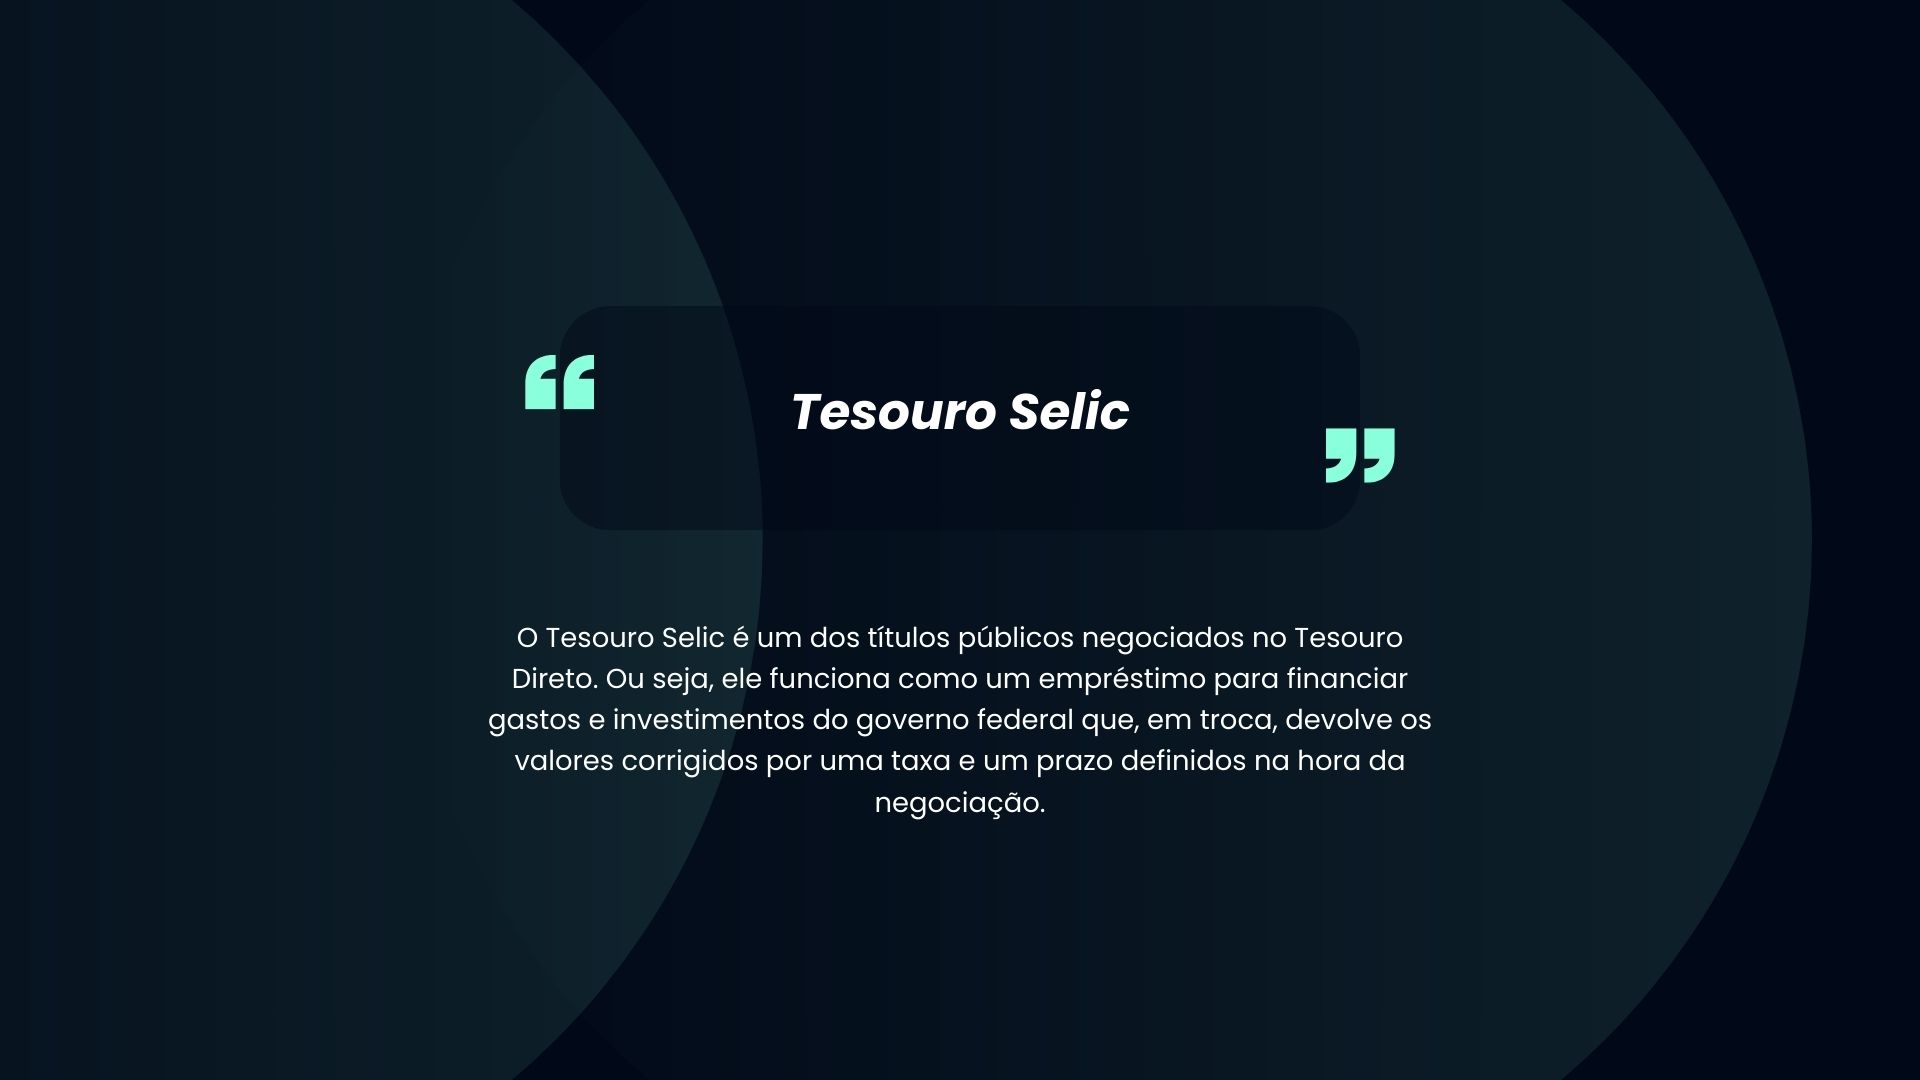 “
Tesouro Selic
”
O Tesouro Selic é um dos títulos públicos negociados no Tesouro
Direto. Ou seja, ele funciona como um empréstimo para financiar
gastos e investimentos do governo federal que, em troca, devolve os
valores corrigidos por uma taxa e um prazo definidos na hora da
negociação.